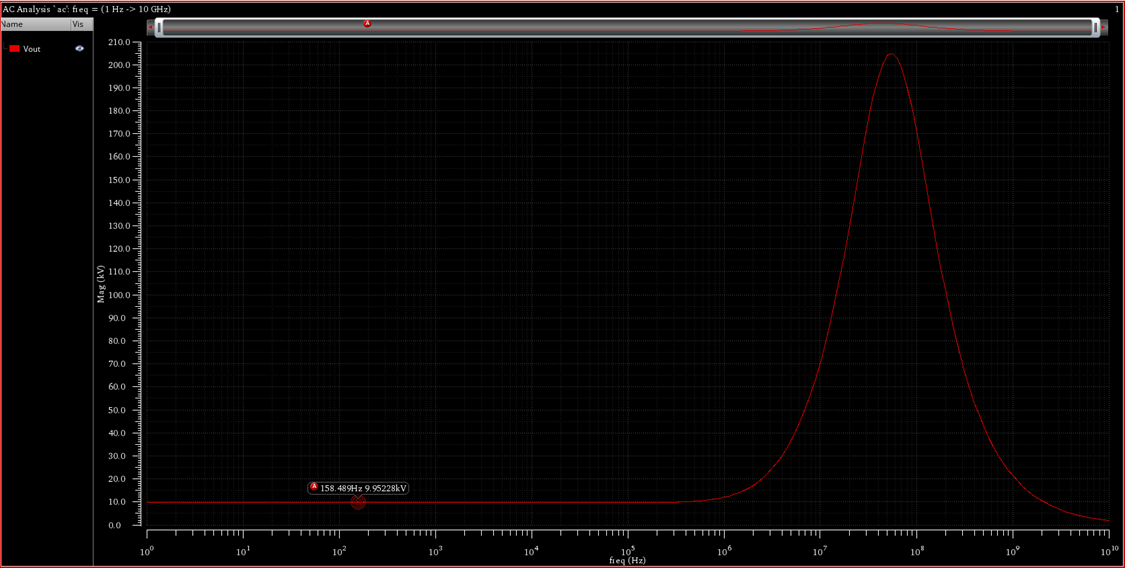 AC Analysis `ac': freq = (1 Hz -> 10 GHz)
1
Name Vis
Vout
A
210.0
200.0
190.0
180.0
170.0
160.0
150.0
140.0
130.0
120.0
110.0
100.0
90.0
80.0
70.0
60.0
50.0
40.0
30.0
20.0
10.0
0.0
Mag (kV)
A 158.489Hz 9.95228kV
10⁰ 10¹ 10² 10³ 10⁴ 10⁵ 10⁶ 10⁷ 10⁸ 10⁹ 10¹⁰
freq (Hz)